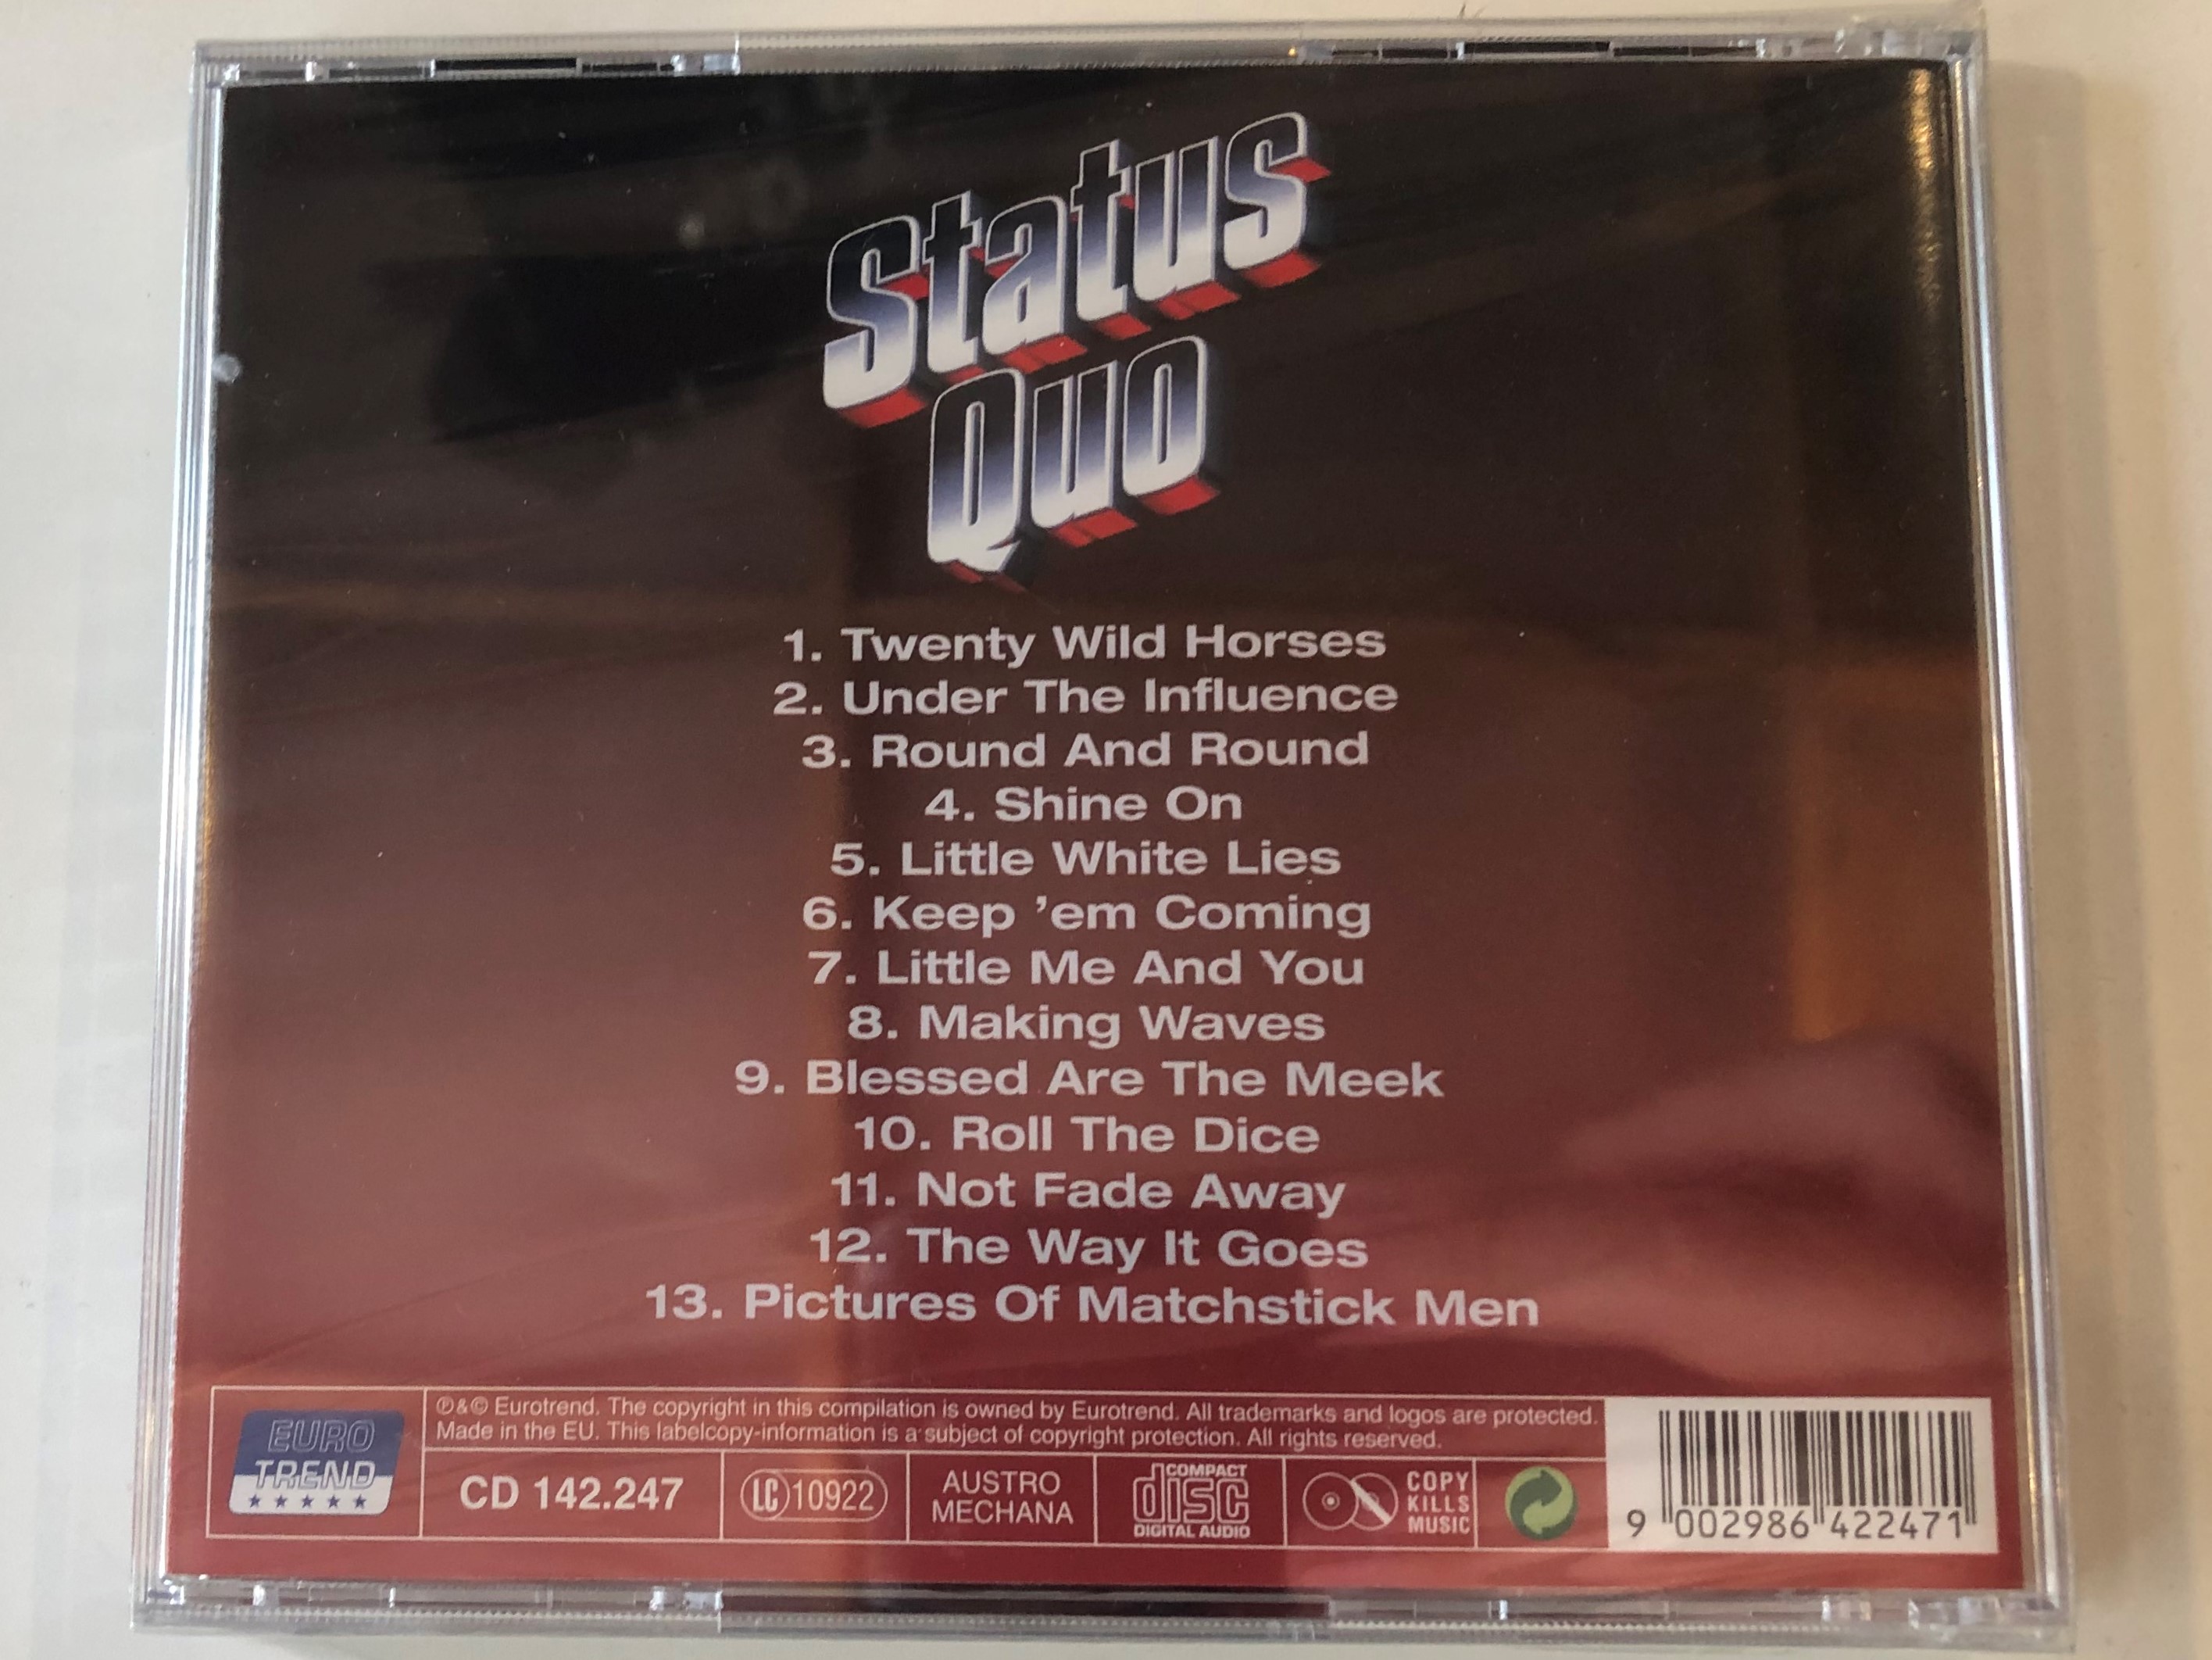 Status
Quo
1. Twenty Wild Horses
2. Under The Influence
3. Round And Round
4. Shine On
5. Little White Lies
6. Keep 'em Coming
7. Little Me And You
8. Making Waves
9. Blessed Are The Meek
10. Roll The Dice
11. Not Fade Away
12. The Way It Goes
13. Pictures Of Matchstick Men
EURO
TREND
℗&© Eurotrend. The copyright in this compilation is owned by Eurotrend. All trademarks and logos are protected.
Made in the EU. This labelcopy-information is a subject of copyright protection. All rights reserved.
CD 142.247
LC 10922
AUSTRO
MECHANA
COMPACT
disc
DIGITAL AUDIO
COPY
KILLS
MUSIC
9 002986 422471